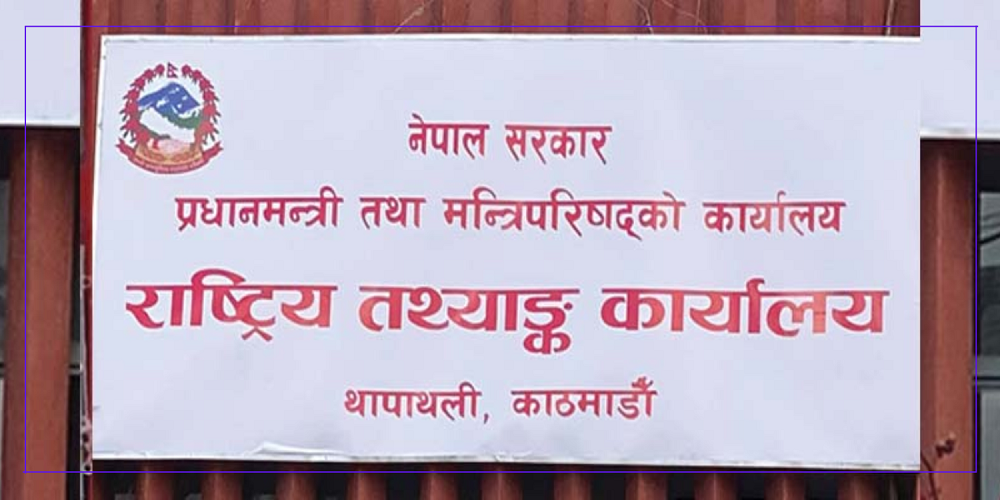 नेपाल सरकार
प्रधानमन्त्री तथा मन्त्रिपरिषद्को कार्यालय
राष्ट्रिय तथ्याङ्क कार्यालय
थापाथली, काठमाडौँ